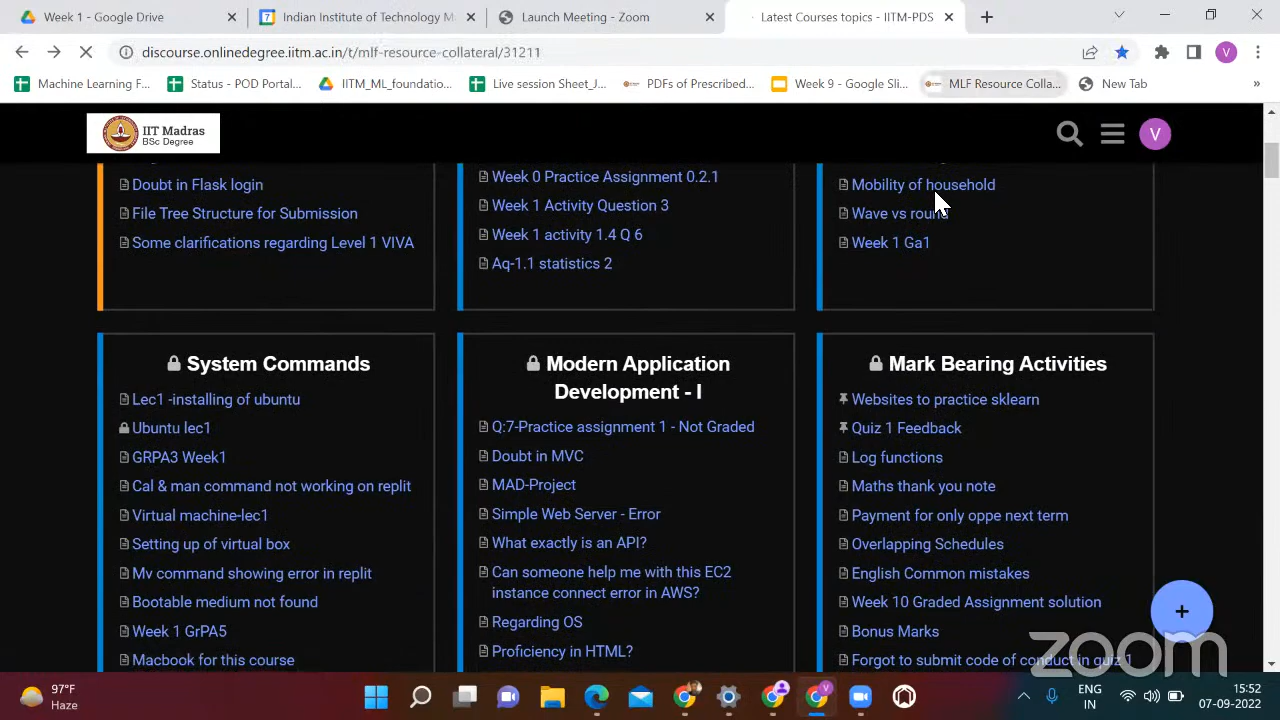 Week 1 - Google Drive
Indian Institute of Technology M
Launch Meeting - Zoom
Latest Courses topics - IITM-PDS
discourse.onlinedegree.iitm.ac.in/t/mlf-resource-collateral/31211
V
Machine Learning F...
Status - POD Portal...
IITM_ML_foundatio...
Live session Sheet_J...
PDFs of Prescribed...
Week 9 - Google Sli...
MLF Resource Colla...
New Tab
»
IIT Madras
BSc Degree
V
Doubt in Flask login
File Tree Structure for Submission
Some clarifications regarding Level 1 VIVA
Week 0 Practice Assignment 0.2.1
Week 1 Activity Question 3
Week 1 activity 1.4 Q 6
Aq-1.1 statistics 2
Mobility of household
Wave vs round
Week 1 Ga1
System Commands
Lec1 -installing of ubuntu
Ubuntu lec1
GRPA3 Week1
Cal & man command not working on replit
Virtual machine-lec1
Setting up of virtual box
Mv command showing error in replit
Bootable medium not found
Week 1 GrPA5
Macbook for this course
Modern Application
Development - I
Q:7-Practice assignment 1 - Not Graded
Doubt in MVC
MAD-Project
Simple Web Server - Error
What exactly is an API?
Can someone help me with this EC2
instance connect error in AWS?
Regarding OS
Proficiency in HTML?
Mark Bearing Activities
Websites to practice sklearn
Quiz 1 Feedback
Log functions
Maths thank you note
Payment for only oppe next term
Overlapping Schedules
English Common mistakes
Week 10 Graded Assignment solution
Bonus Marks
Forgot to submit code of conduct in quiz 1
zoom
97°F
Haze
ENG
IN
15:52
07-09-2022